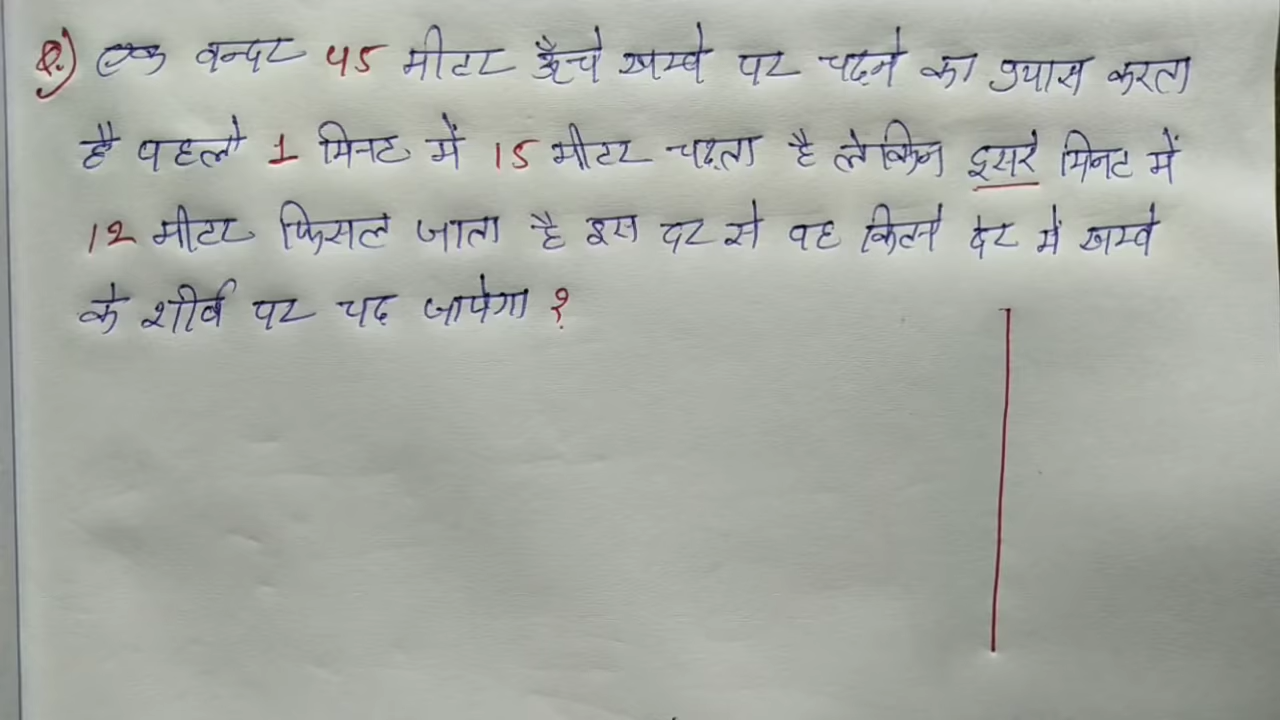 Q.) एक बन्दर 45 मीटर ऊँचे खम्बे पर चढ़ने का प्रयास करता
है पहले 1 मिनट में 15 मीटर चढ़ता है लेकिन दूसरे मिनट में
12 मीटर फिसल जाता है इस दर से वह कितने देर में खम्बे
के शीर्ष पर चढ जायेगा ?